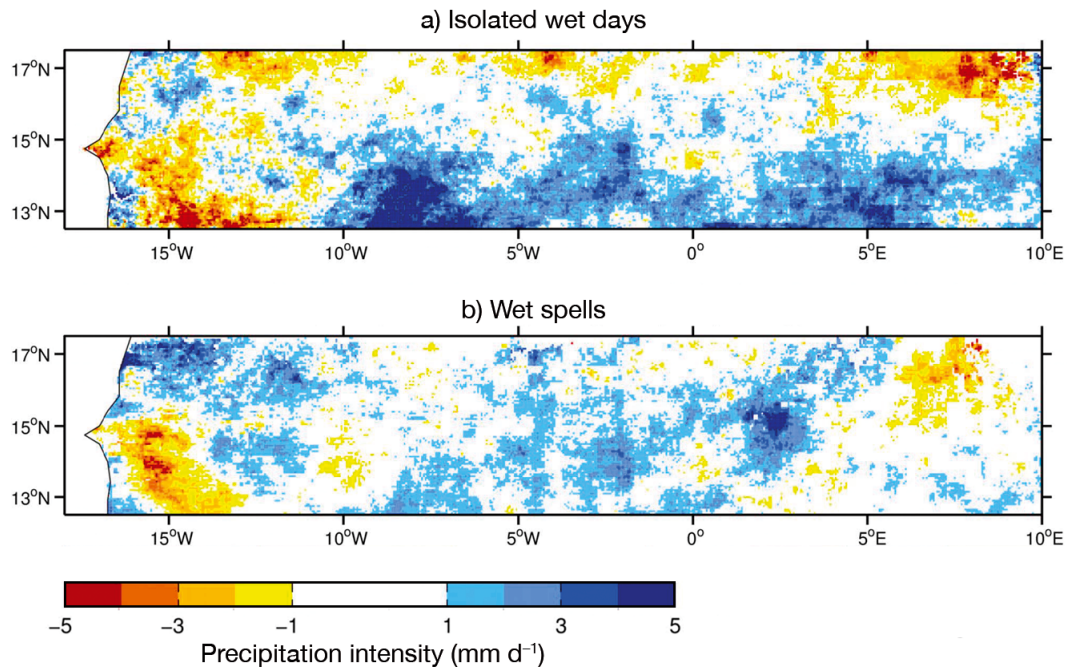 a) Isolated wet days
17°N
15°N
13°N
15°W 10°W 5°W 0° 5°E 10°E
b) Wet spells
17°N
15°N
13°N
15°W 10°W 5°W 0° 5°E 10°E
−5 −3 −1 1 3 5
Precipitation intensity (mm d⁻¹)